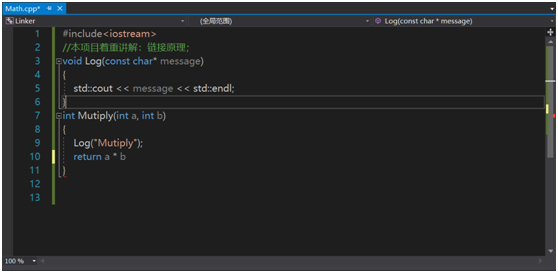 Math.cpp*
Linker
(全局范围)
Log(const char* message)
1 #include<iostream>
2 //本项目着重讲解：链接原理；
3 void Log(const char* message)
4 {
5 std::cout << message << std::endl;
6 }
7 int Mutiply(int a, int b)
8 {
9 Log("Mutiply");
10 return a * b
11 }
12
13
100 %